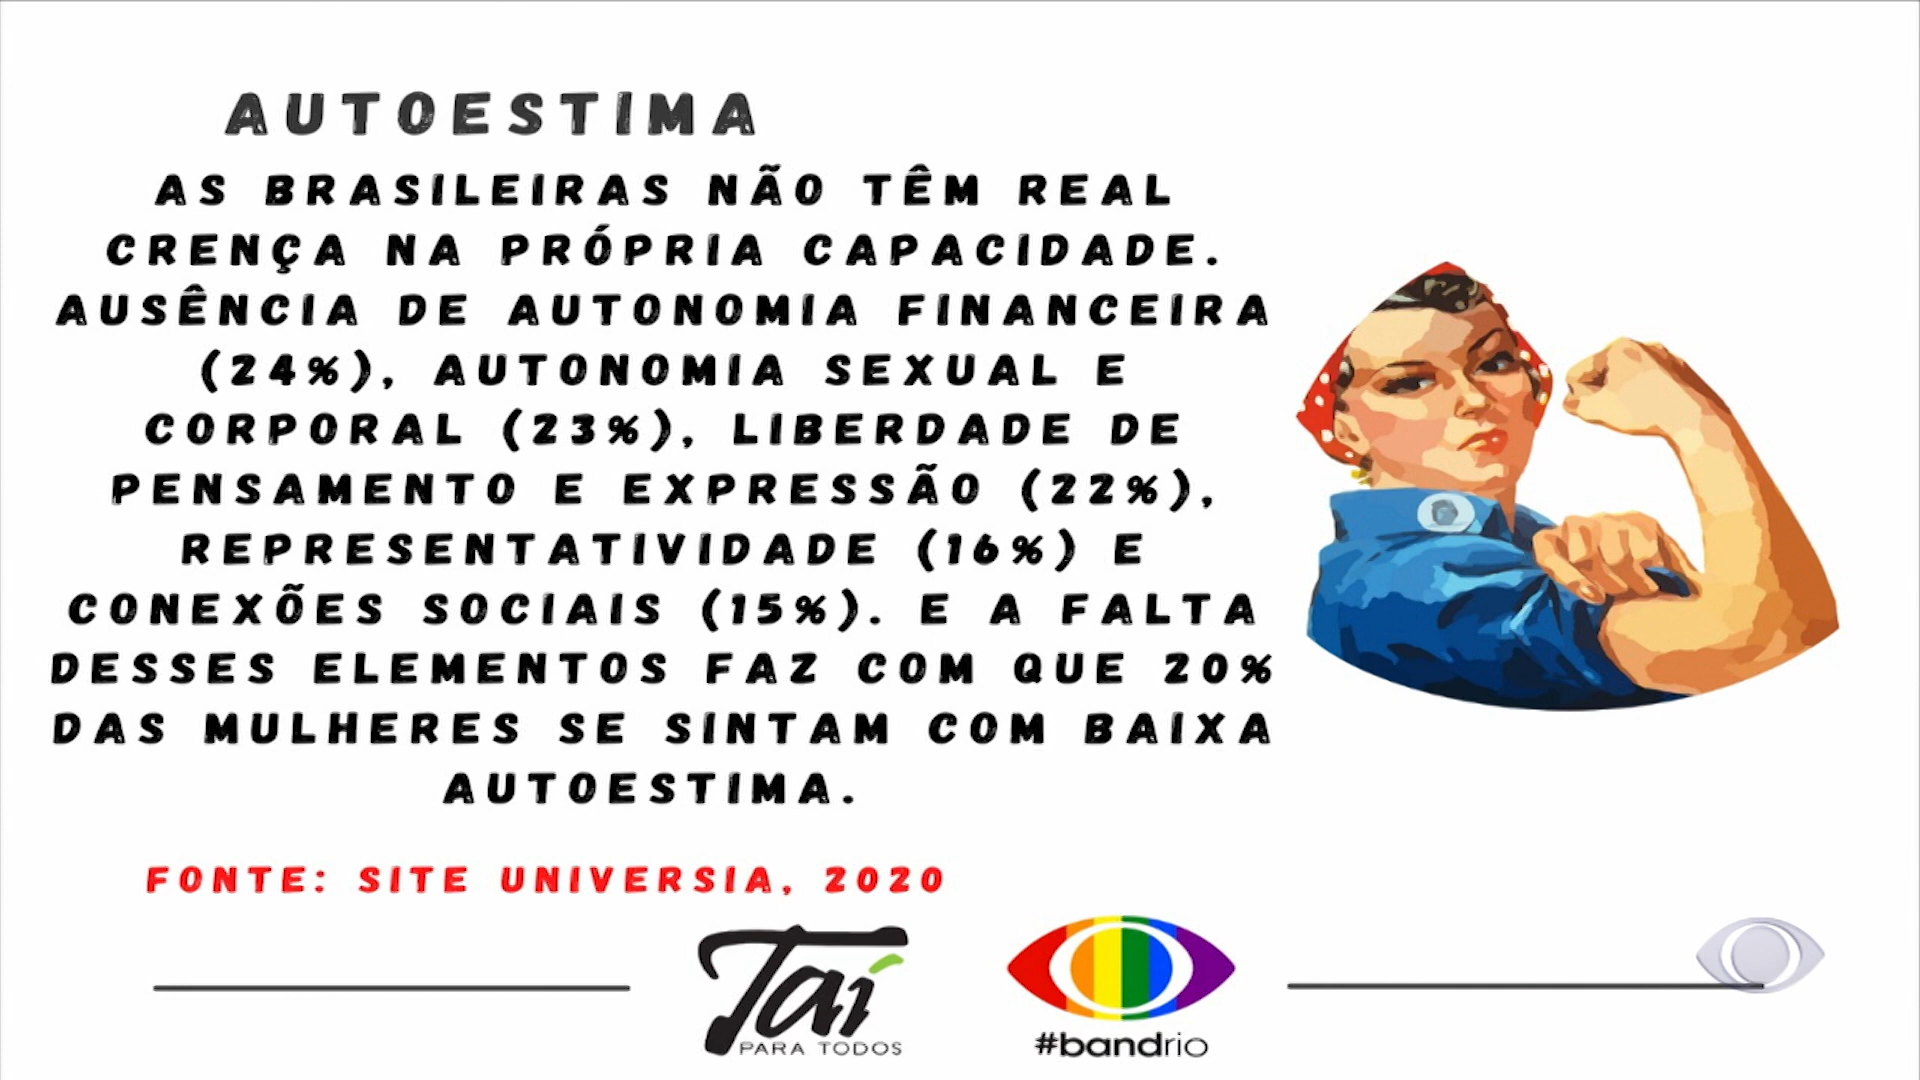 AUTOESTIMA
AS BRASILEIRAS NÃO TÊM REAL
CRENÇA NA PRÓPRIA CAPACIDADE.
AUSÊNCIA DE AUTONOMIA FINANCEIRA
(24%), AUTONOMIA SEXUAL E
CORPORAL (23%), LIBERDADE DE
PENSAMENTO E EXPRESSÃO (22%),
REPRESENTATIVIDADE (16%) E
CONEXÕES SOCIAIS (15%). E A FALTA
DESSES ELEMENTOS FAZ COM QUE 20%
DAS MULHERES SE SINTAM COM BAIXA
AUTOESTIMA.
FONTE: SITE UNIVERSIA, 2020
Taí
PARA TODOS
#bandrio